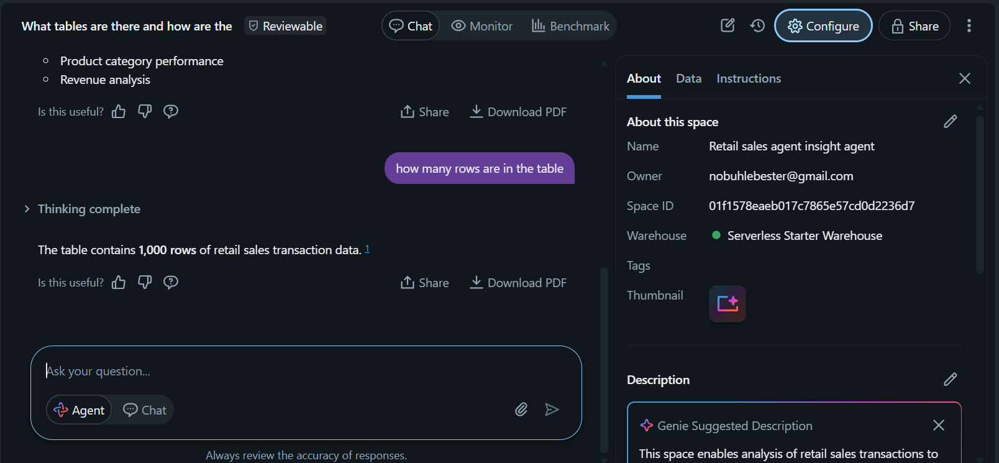 What tables are there and how are the
Reviewable
Chat
Monitor
Benchmark
Configure
Share
Product category performance
Revenue analysis
Is this useful?
Share
Download PDF
how many rows are in the table
Thinking complete
The table contains 1,000 rows of retail sales transaction data. 1
Is this useful?
Share
Download PDF
Ask your question...
Agent
Chat
Always review the accuracy of responses.
About
Data
Instructions
About this space
Name
Retail sales agent insight agent
Owner
nobuhlebester@gmail.com
Space ID
01f1578eaeb017c7865e57cd0d2236d7
Warehouse
Serverless Starter Warehouse
Tags
Thumbnail
Description
Genie Suggested Description
This space enables analysis of retail sales transactions to